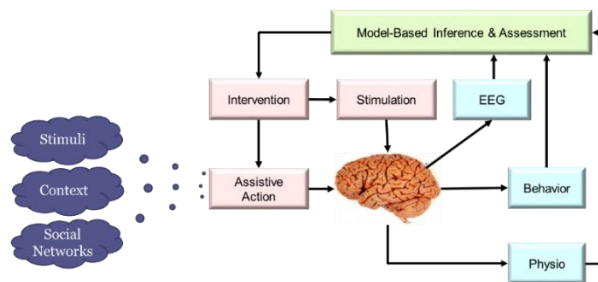 Model-Based Inference & Assessment
Intervention
Stimulation
EEG
Stimuli
Context
Social
Networks
Assistive
Action
Behavior
Physio